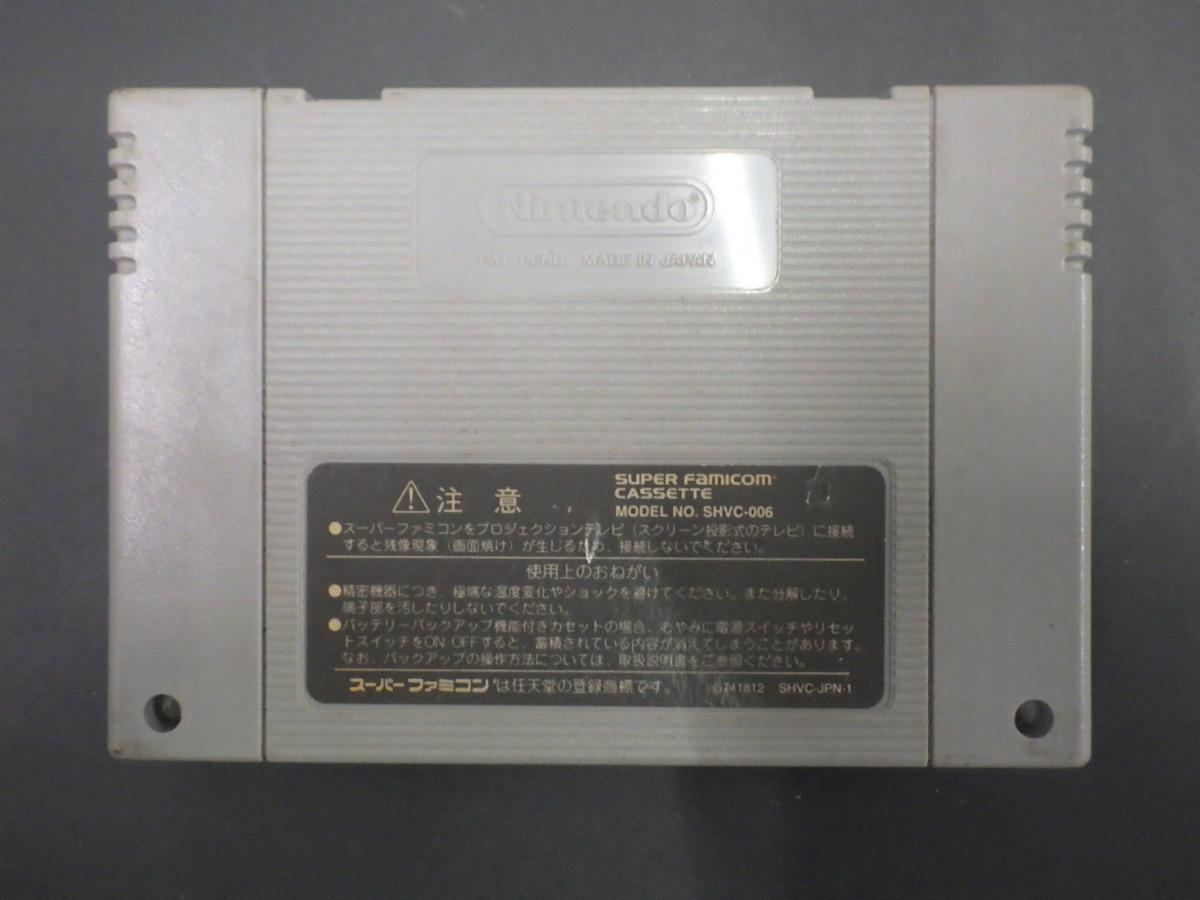 Nintendo®
PAT. PEND. MADE IN JAPAN
注 意
SUPER Famicom™
CASSETTE
MODEL NO. SHVC-006
●スーパーファミコンをプロジェクションテレビ（スクリーン投影式のテレビ）に接続
すると残像現象（画面焼け）が生じるため、接続しないでください。
使用上のおねがい
●精密機器につき、極端な温度変化やショックを避けてください。また分解したり、
端子部を汚したりしないでください。
●バッテリーバックアップ機能付きカセットの場合、むやみに電源スイッチやリセッ
トスイッチをON OFFすると、蓄積されている内容が消えてしまうことがあります。
なお、バックアップの操作方法については、取扱説明書をご参照ください。
スーパーファミコンは任天堂の登録商標です。 G741812 SHVC-JPN-1